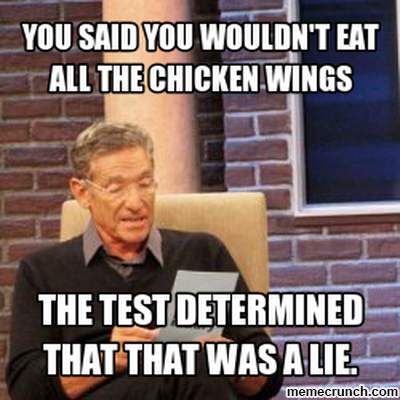 YOU SAID YOU WOULDN'T EAT
ALL THE CHICKEN WINGS
THE TEST DETERMINED
THAT THAT WAS A LIE.
memecrunch.com